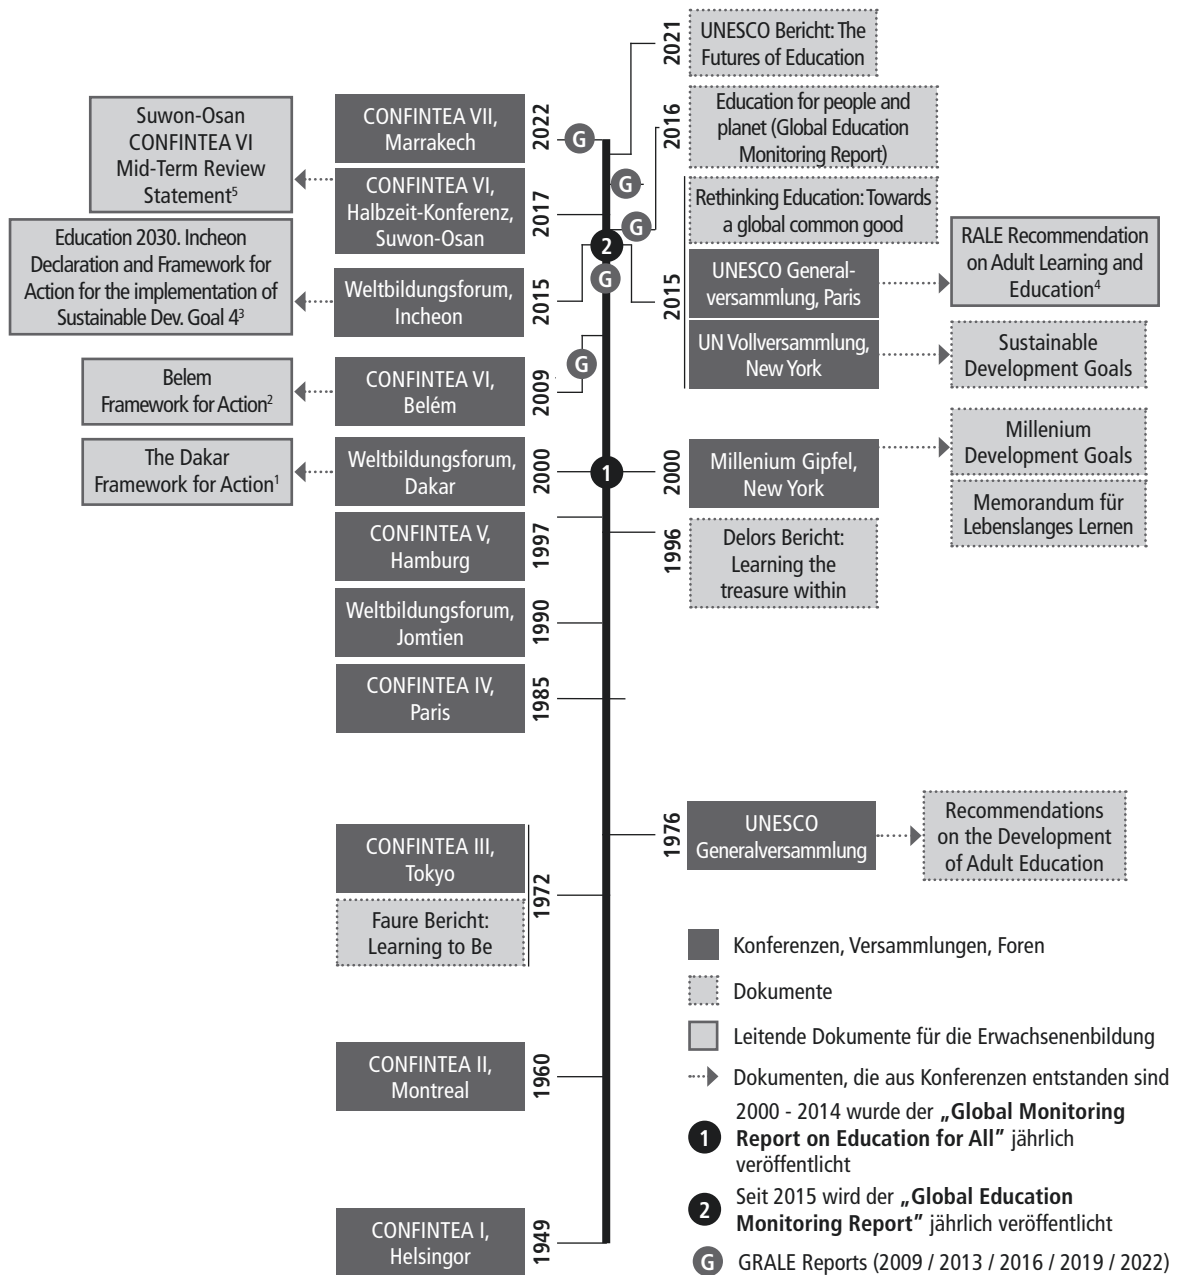 2021
UNESCO Bericht: The
Futures of Education
2016
Education for people and
planet (Global Education
Monitoring Report)
2015
Rethinking Education: Towards
a global common good
UNESCO General-
versammlung, Paris
RALE Recommendation
on Adult Learning and
Education⁴
UN Vollversammlung,
New York
Sustainable
Development Goals
2000
Millenium Gipfel,
New York
Millenium
Development Goals
Memorandum für
Lebenslanges Lernen
1996
Delors Bericht:
Learning the
treasure within
1976
UNESCO
Generalversammlung
Recommendations
on the Development
of Adult Education
Suwon-Osan
CONFINTEA VI
Mid-Term Review
Statement⁵
CONFINTEA VII,
Marrakech
2022
G
CONFINTEA VI,
Halbzeit-Konferenz,
Suwon-Osan
2017
G
G
2
G
Education 2030. Incheon
Declaration and Framework for
Action for the implementation of
Sustainable Dev. Goal 4³
Weltbildungsforum,
Incheon
2015
G
Belem
Framework for Action²
CONFINTEA VI,
Belém
2009
The Dakar
Framework for Action¹
Weltbildungsforum,
Dakar
2000
1
CONFINTEA V,
Hamburg
1997
Weltbildungsforum,
Jomtien
1990
CONFINTEA IV,
Paris
1985
CONFINTEA III,
Tokyo
1972
Faure Bericht:
Learning to Be
CONFINTEA II,
Montreal
1960
CONFINTEA I,
Helsingor
1949
Konferenzen, Versammlungen, Foren
Dokumente
Leitende Dokumente für die Erwachsenenbildung
Dokumenten, die aus Konferenzen entstanden sind
1
2000 - 2014 wurde der „Global Monitoring
Report on Education for All" jährlich
veröffentlicht
2
Seit 2015 wird der „Global Education
Monitoring Report" jährlich veröffentlicht
G GRALE Reports (2009 / 2013 / 2016 / 2019 / 2022)